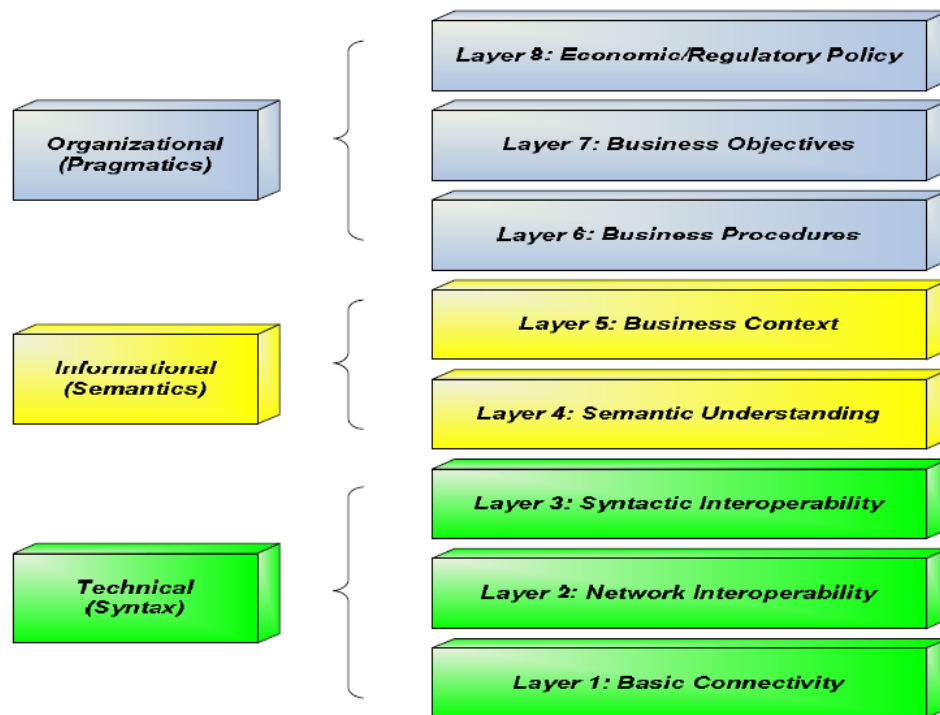 Layer 8: Economic/Regulatory Policy
Organizational
(Pragmatics)
Layer 7: Business Objectives
Layer 6: Business Procedures
Informational
(Semantics)
Layer 5: Business Context
Layer 4: Semantic Understanding
Technical
(Syntax)
Layer 3: Syntactic Interoperability
Layer 2: Network Interoperability
Layer 1: Basic Connectivity